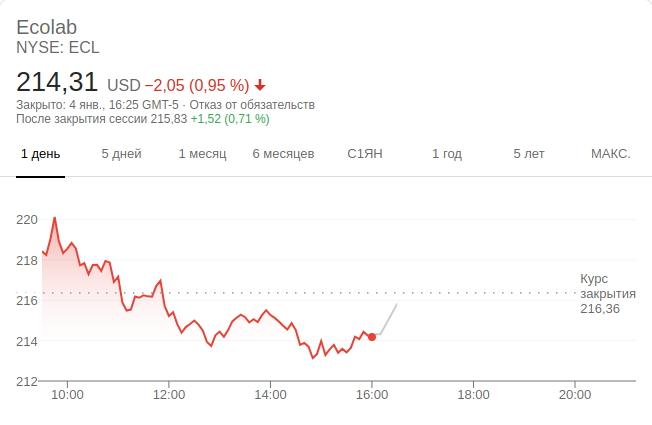 Ecolab
NYSE: ECL
214,31 USD −2,05 (0,95 %)
Закрыто: 4 янв., 16:25 GMT-5 · Отказ от обязательств
После закрытия сессии 215,83 +1,52 (0,71 %)
1 день 5 дней 1 месяц 6 месяцев С1ЯН 1 год 5 лет МАКС.
220
218
216
214
212
Курс
закрытия
216,36
10:00 12:00 14:00 16:00 18:00 20:00